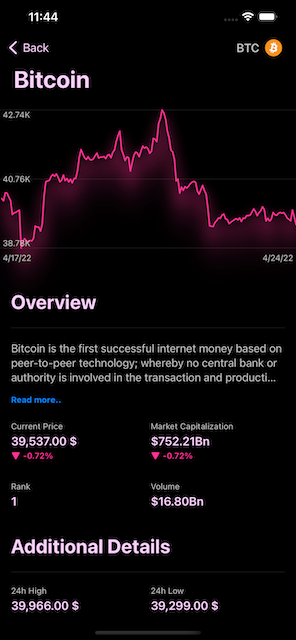 11:44
Back
BTC
Bitcoin
42.74K
40.76K
38.78K
4/17/22 4/24/22
Overview
Bitcoin is the first successful internet money based on
peer-to-peer technology; whereby no central bank or
authority is involved in the transaction and producti...
Read more..
Current Price Market Capitalization
39,537.00 $ $752.21Bn
-0.72% -0.72%
Rank Volume
1 $16.80Bn
Additional Details
24h High 24h Low
39,966.00 $ 39,299.00 $